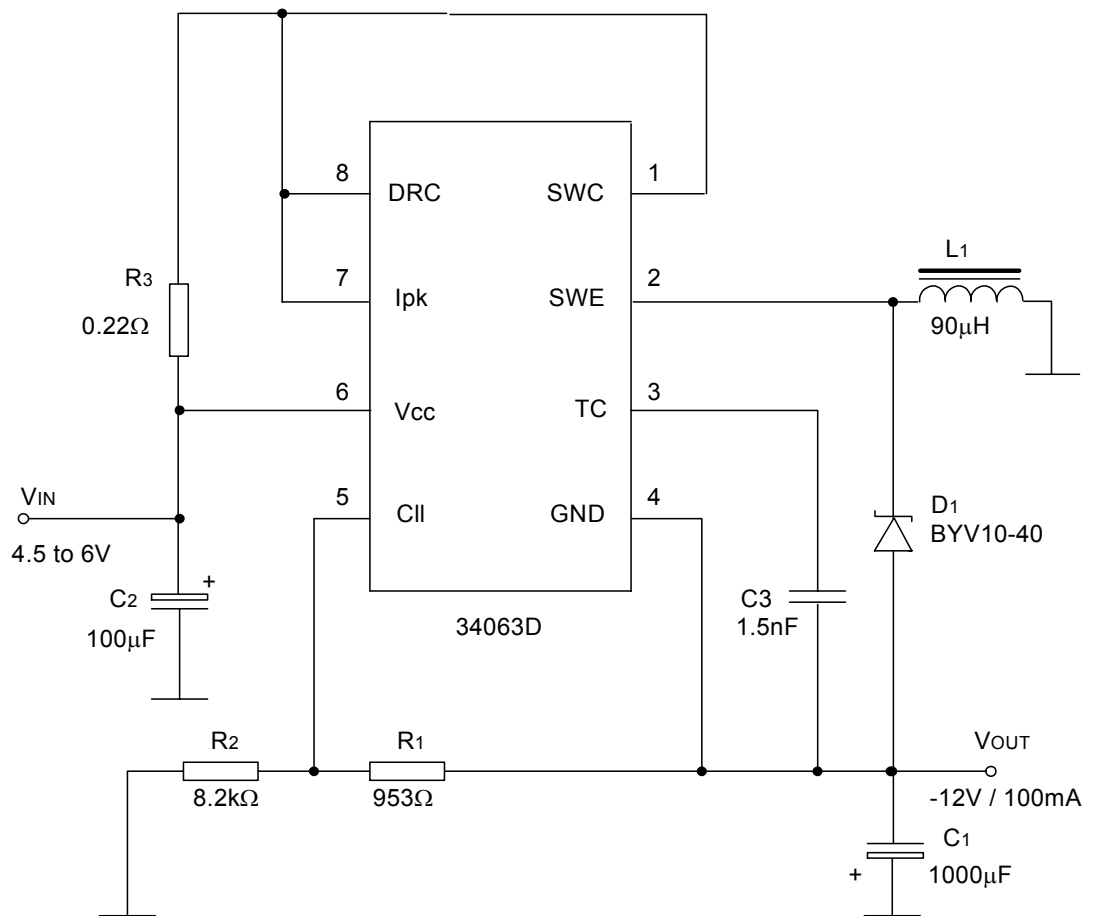 8
DRC
SWC
1
R3
0.22Ω
7
Ipk
SWE
2
L1
90μH
6
Vcc
TC
3
VIN
4.5 to 6V
5
CII
GND
4
D1
BYV10-40
C2
+
100μF
34063D
C3
1.5nF
R2
8.2kΩ
R1
953Ω
VOUT
-12V / 100mA
C1
+
1000μF